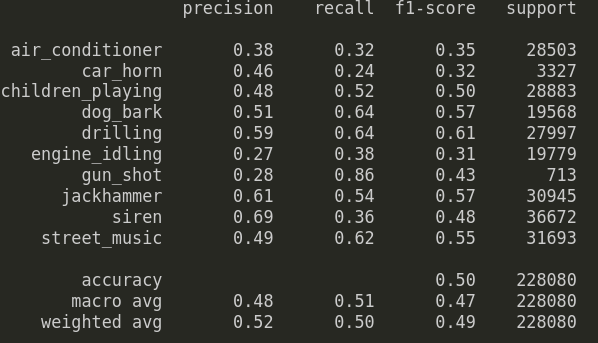 precision recall f1-score support
air_conditioner 0.38 0.32 0.35 28503
car_horn 0.46 0.24 0.32 3327
children_playing 0.48 0.52 0.50 28883
dog_bark 0.51 0.64 0.57 19568
drilling 0.59 0.64 0.61 27997
engine_idling 0.27 0.38 0.31 19779
gun_shot 0.28 0.86 0.43 713
jackhammer 0.61 0.54 0.57 30945
siren 0.69 0.36 0.48 36672
street_music 0.49 0.62 0.55 31693
accuracy 0.50 228080
macro avg 0.48 0.51 0.47 228080
weighted avg 0.52 0.50 0.49 228080